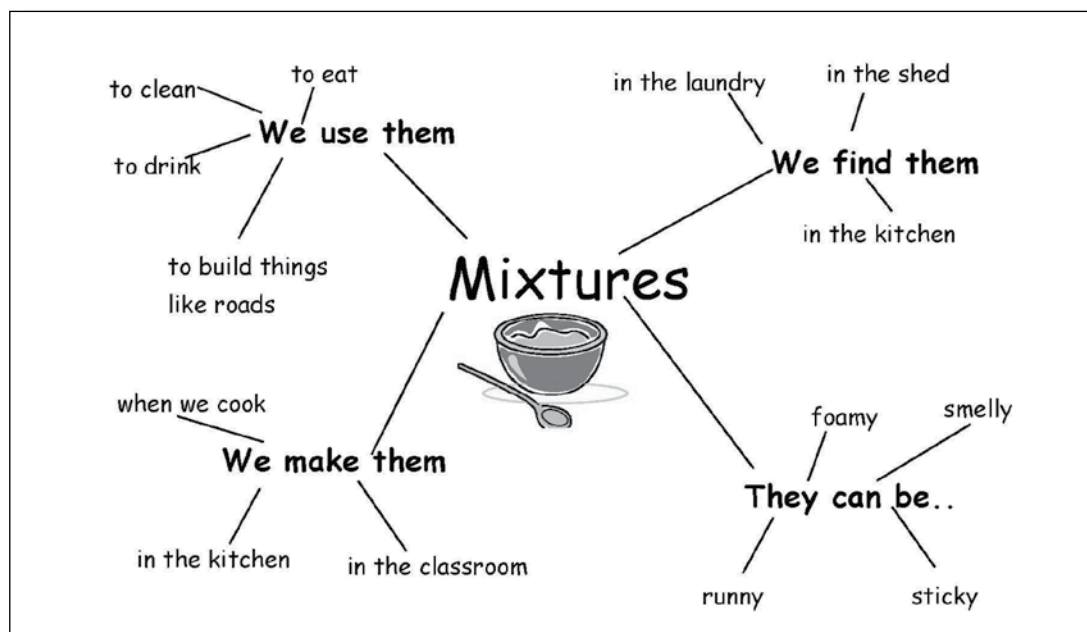 to eat
to clean
We use them
to drink
to build things
like roads
in the laundry
in the shed
We find them
in the kitchen
Mixtures
when we cook
We make them
in the kitchen
in the classroom
foamy
smelly
They can be..
runny
sticky